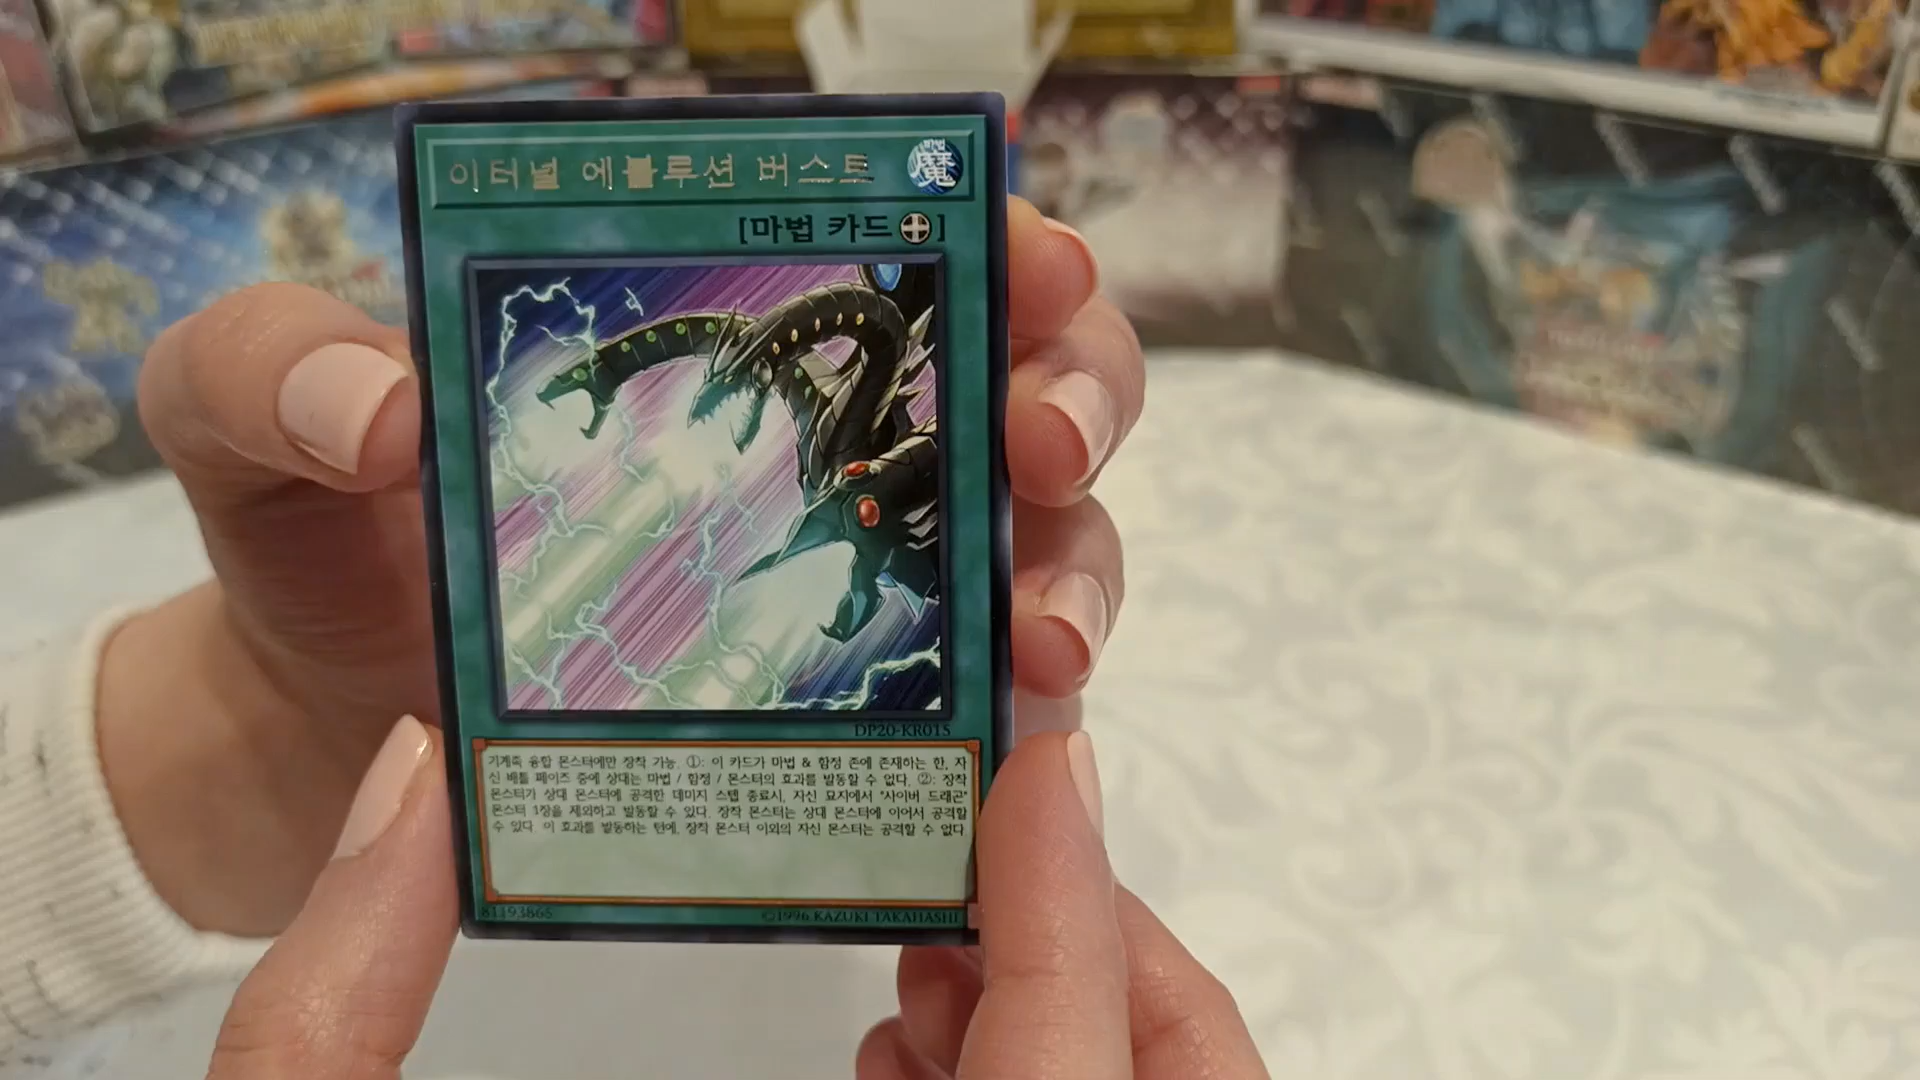 이터널 에볼루션 버스트
마법
魔
[마법 카드]
DP20-KR015
기계족 융합 몬스터에만 장착 가능. ①: 이 카드가 마법 & 함정 존에 존재하는 한, 자
신 배틀 페이즈 중에 상대는 마법 / 함정 / 몬스터의 효과를 발동할 수 없다. ②: 장착
몬스터가 상대 몬스터에 공격한 데미지 스텝 종료시, 자신 묘지에서 "사이버 드래곤"
몬스터 1장을 제외하고 발동할 수 있다. 장착 몬스터는 상대 몬스터에 이어서 공격할
수 있다. 이 효과를 발동하는 턴에, 장착 몬스터 이외의 자신 몬스터는 공격할 수 없다.
81193865
©1996 KAZUKI TAKAHASHI